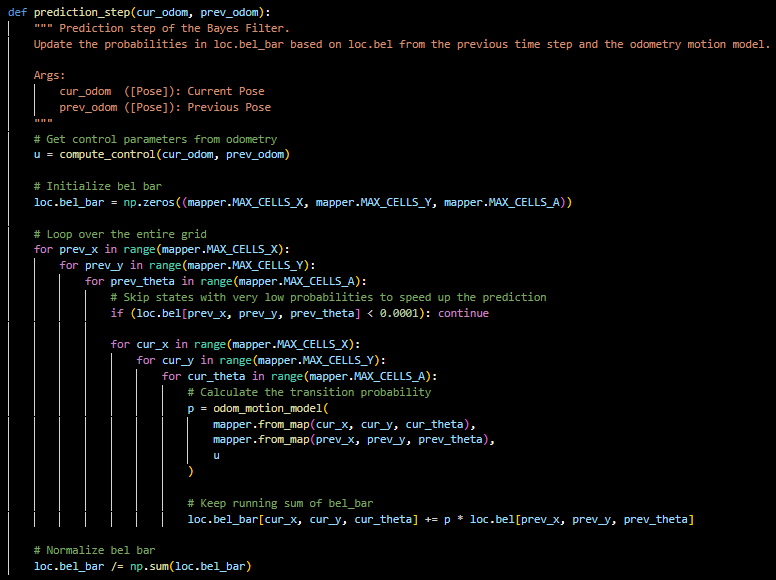 def prediction_step(cur_odom, prev_odom):
    """ Prediction step of the Bayes Filter.
    Update the probabilities in loc.bel_bar based on loc.bel from the previous time step and the odometry motion model.

    Args:
        cur_odom  ([Pose]): Current Pose
        prev_odom ([Pose]): Previous Pose
    """
    # Get control parameters from odometry
    u = compute_control(cur_odom, prev_odom)

    # Initialize bel bar
    loc.bel_bar = np.zeros((mapper.MAX_CELLS_X, mapper.MAX_CELLS_Y, mapper.MAX_CELLS_A))

    # Loop over the entire grid
    for prev_x in range(mapper.MAX_CELLS_X):
        for prev_y in range(mapper.MAX_CELLS_Y):
            for prev_theta in range(mapper.MAX_CELLS_A):
                # Skip states with very low probabilities to speed up the prediction
                if (loc.bel[prev_x, prev_y, prev_theta] < 0.0001): continue

                for cur_x in range(mapper.MAX_CELLS_X):
                    for cur_y in range(mapper.MAX_CELLS_Y):
                        for cur_theta in range(mapper.MAX_CELLS_A):
                            # Calculate the transition probability
                            p = odom_motion_model(
                                mapper.from_map(cur_x, cur_y, cur_theta),
                                mapper.from_map(prev_x, prev_y, prev_theta),
                                u
                            )

                            # Keep running sum of bel_bar
                            loc.bel_bar[cur_x, cur_y, cur_theta] += p * loc.bel[prev_x, prev_y, prev_theta]

    # Normalize bel bar
    loc.bel_bar /= np.sum(loc.bel_bar)